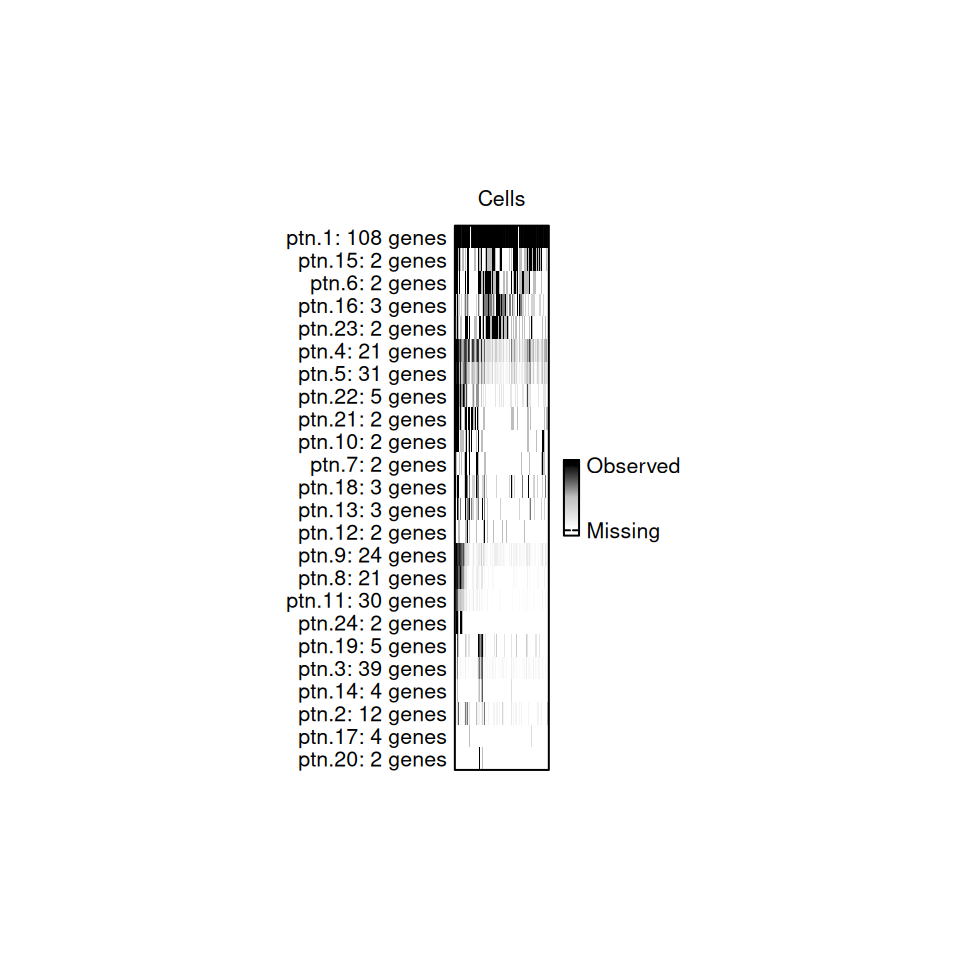 Cells
ptn.1: 108 genes
ptn.15: 2 genes
ptn.6: 2 genes
ptn.16: 3 genes
ptn.23: 2 genes
ptn.4: 21 genes
ptn.5: 31 genes
ptn.22: 5 genes
ptn.21: 2 genes
ptn.10: 2 genes
ptn.7: 2 genes
ptn.18: 3 genes
ptn.13: 3 genes
ptn.12: 2 genes
ptn.9: 24 genes
ptn.8: 21 genes
ptn.11: 30 genes
ptn.24: 2 genes
ptn.19: 5 genes
ptn.3: 39 genes
ptn.14: 4 genes
ptn.2: 12 genes
ptn.17: 4 genes
ptn.20: 2 genes
Observed
Missing